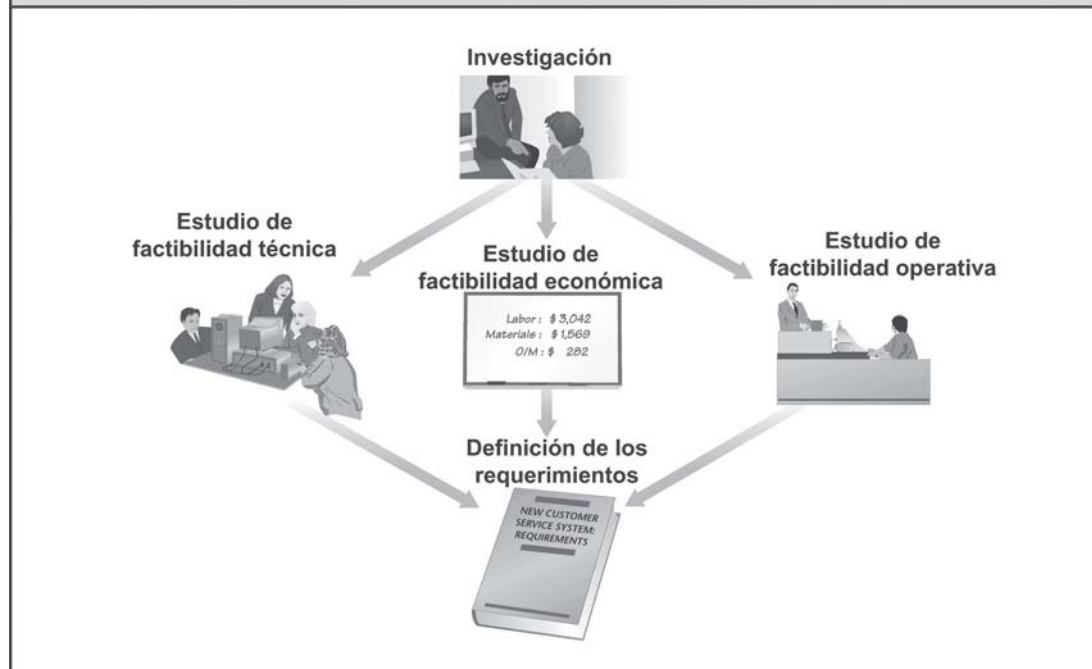 Investigación
Estudio de
factibilidad técnica
Estudio de
factibilidad económica
Labor: $ 3,042
Materials: $ 1,569
O/M: $ 282
Estudio de
factibilidad operativa
Definición de los
requerimientos
NEW CUSTOMER
SERVICE SYSTEM:
REQUIREMENTS